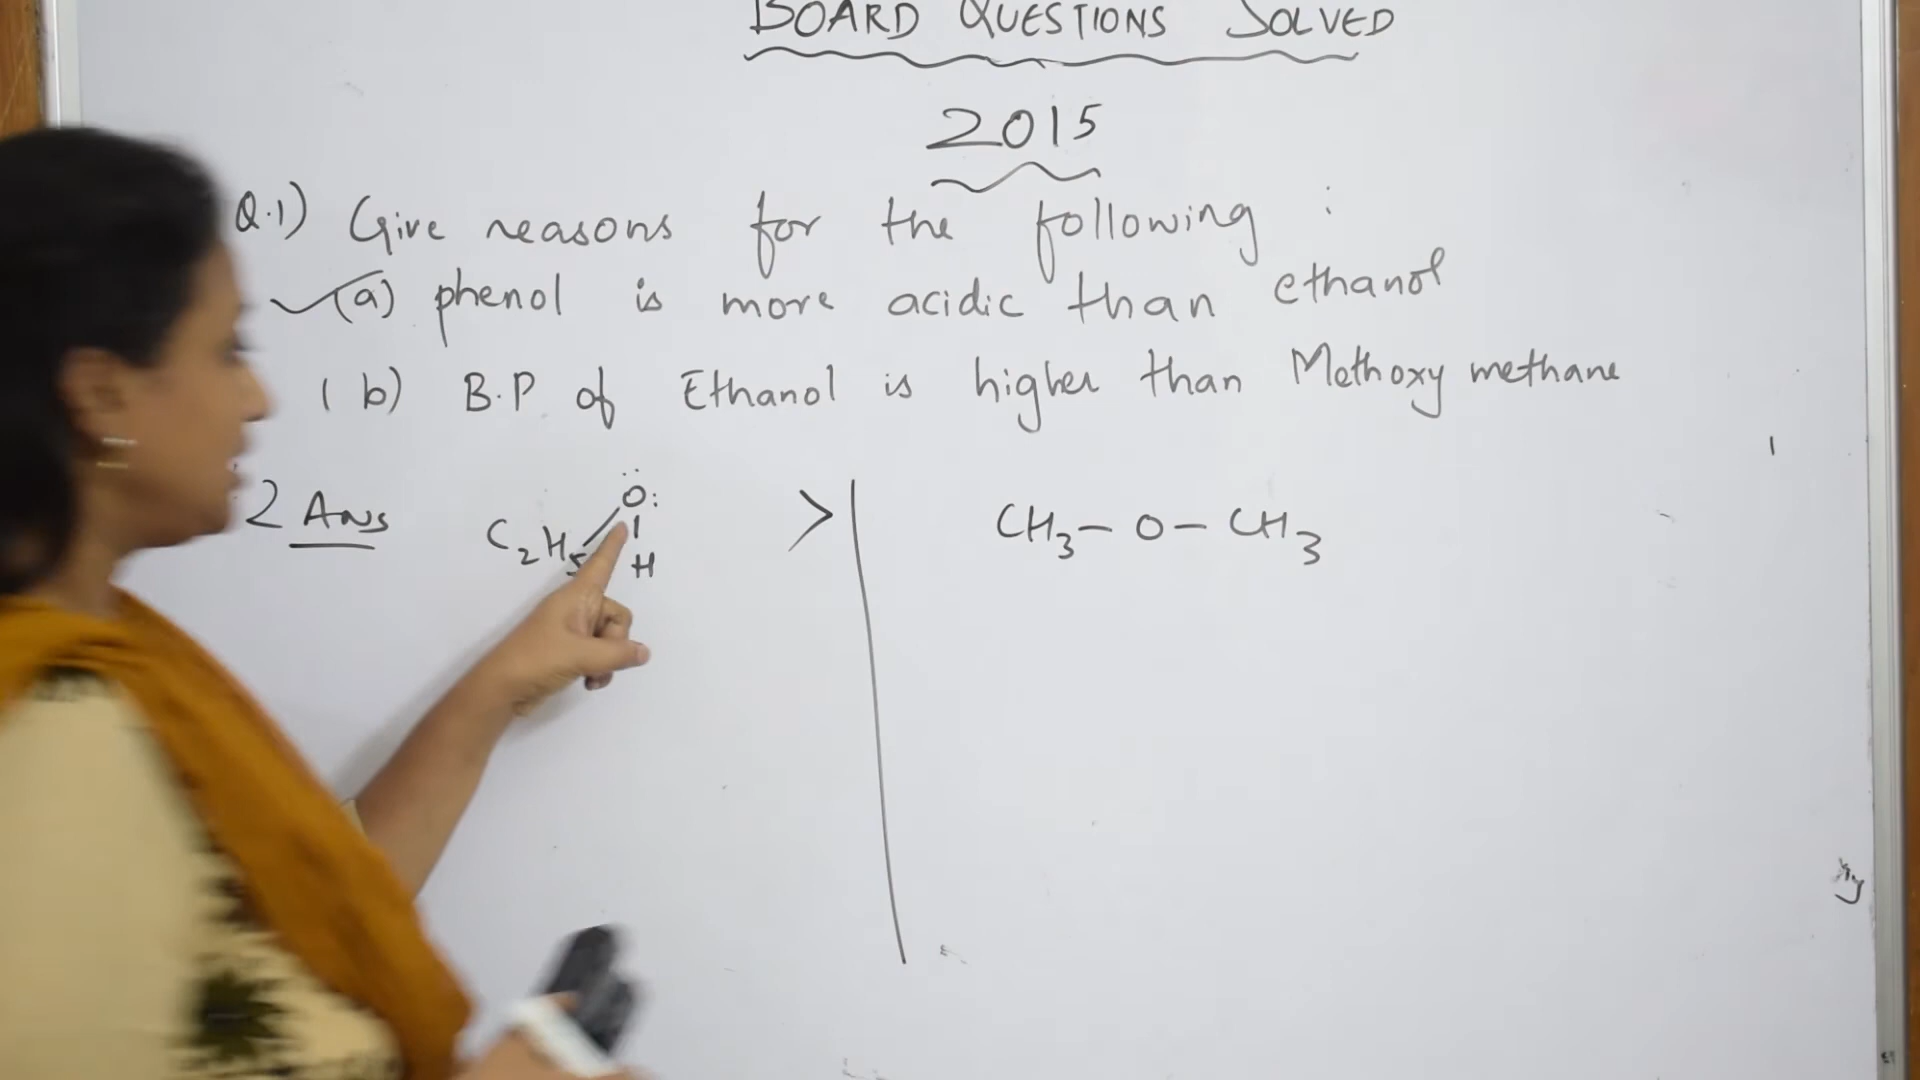 BOARD QUESTIONS SOLVED
2015
Q.1) Give reasons for the following :
(a) phenol is more acidic than ethanol
(b) B.P of Ethanol is higher than Methoxy methane
2 Ans C₂H₅ O: > CH₃ - O - CH₃
H